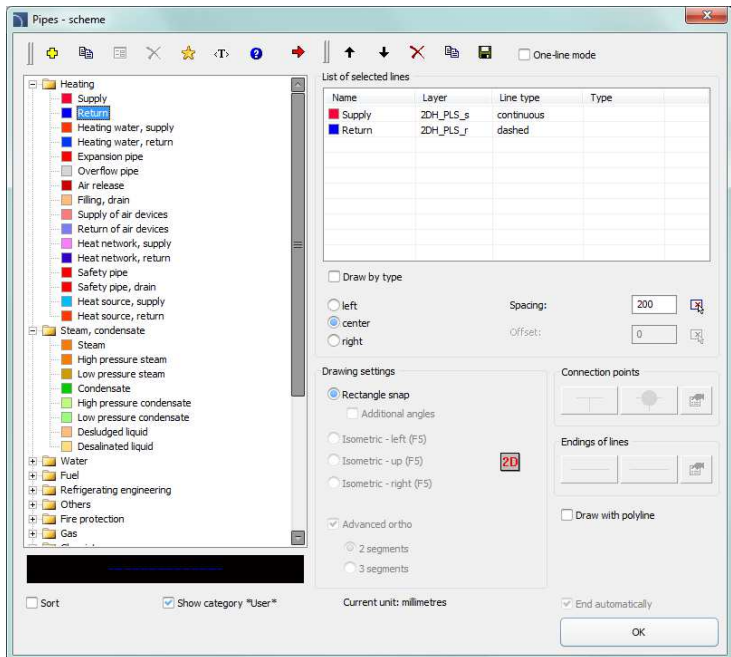 Pipes - scheme
<T>
One-line mode
Heating
Supply
Return
Heating water, supply
Heating water, return
Expansion pipe
Overflow pipe
Air release
Filling, drain
Supply of air devices
Return of air devices
Heat network, supply
Heat network, return
Safety pipe
Safety pipe, drain
Heat source, supply
Heat source, return
Steam, condensate
Steam
High pressure steam
Low pressure steam
Condensate
High pressure condensate
Low pressure condensate
Desludged liquid
Desalinated liquid
Water
Fuel
Refrigerating engineering
Others
Fire protection
Gas
Sort
Show category *User*
List of selected lines
Name Layer Line type Type
Supply 2DH_PLS_s continuous
Return 2DH_PLS_r dashed
Draw by type
left
center
right
Spacing: 200
Offset: 0
Drawing settings
Rectangle snap
Additional angles
Isometric - left (F5)
Isometric - up (F5)
Isometric - right (F5)
2D
Advanced ortho
2 segments
3 segments
Connection points
Endings of lines
Draw with polyline
Current unit: millimetres
End automatically
OK